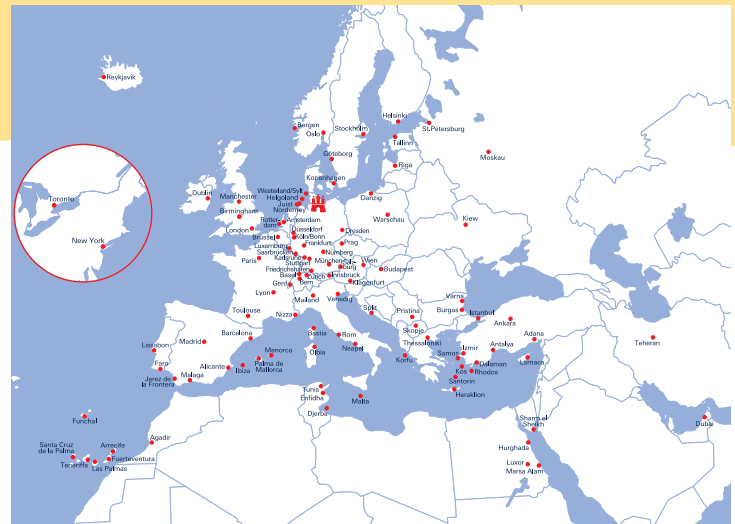 Reykjavik
Bergen
Oslo
Stockholm
Helsinki
St.Petersburg
Tallinn
Göteborg
Riga
Moskau
Kopenhagen
Toronto
New York
Dublin
Manchester
Birmingham
London
Westerland/Sylt
Helgoland
Juist
Norderney
Danzig
Warschau
Kiew
Rotter-
dam
Amsterdam
Brüssel
Düsseldorf
Köln/Bonn
Dresden
Luxemburg
Frankfurt
Prag
Saarbrücken
Nürnberg
Paris
Karlsruhe
Stuttgart
München
burg
Wien
Friedrichshafen
Basel
Zürich
Innsbruck
Budapest
Bern
Klagenfurt
Genf
Lyon
Mailand
Venedig
Toulouse
Nizza
Split
Pristina
Varna
Burgas
Istanbul
Ankara
Skopje
Thessaloniki
Adana
Teheran
Lissabon
Madrid
Barcelona
Bastia
Rom
Olbia
Neapel
Menorca
Palma de
Mallorca
Ibiza
Alicante
Korfu
Izmir
Antalya
Samos
Dalaman
Larnaca
Kos
Rhodos
Santorin
Heraklion
Faro
Jerez de
la Frontera
Malaga
Tunis
Enfidha
Djerba
Malta
Funchal
Agadir
Sharm el
Sheikh
Dubai
Hurghada
Luxor
Marsa Alam
Santa Cruz
de la Palma
Arrecife
Teneriffa
Fuerteventura
Las Palmas